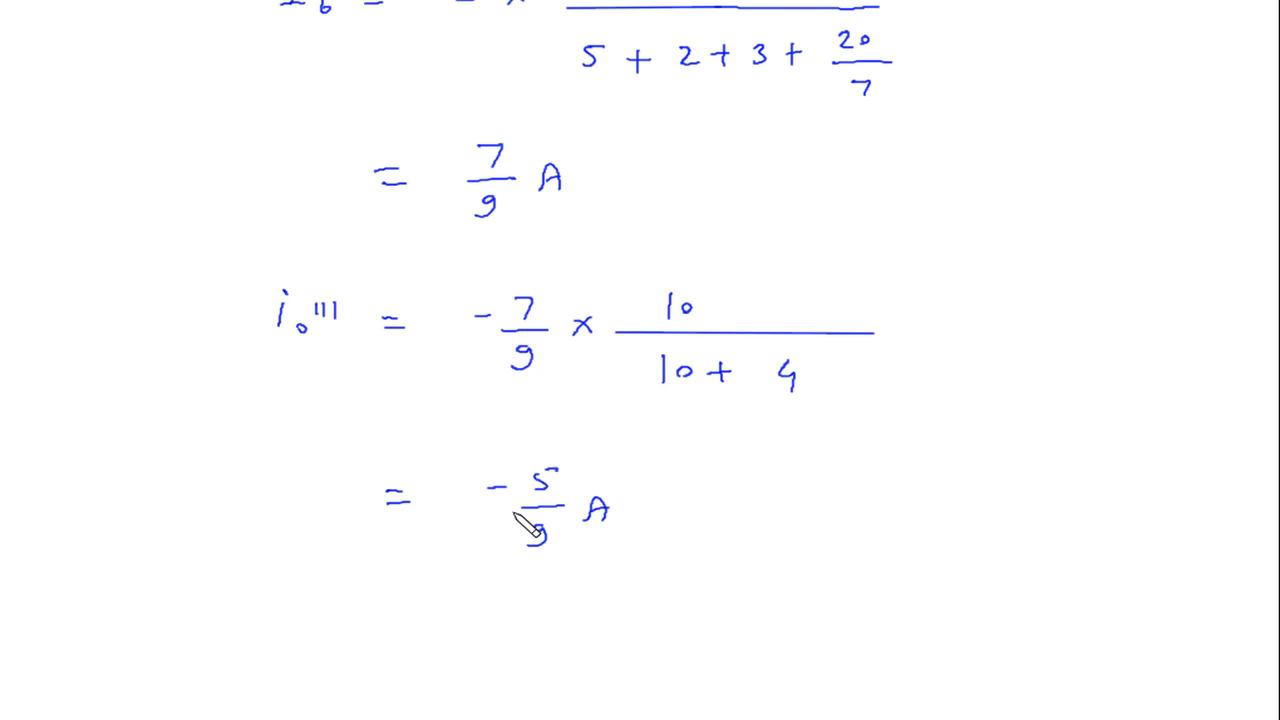 5 + 2 + 3 + 20/7
= 7/9 A
i₀''' = - 7/9 × 10/(10 + 4)
= - 5/9 A